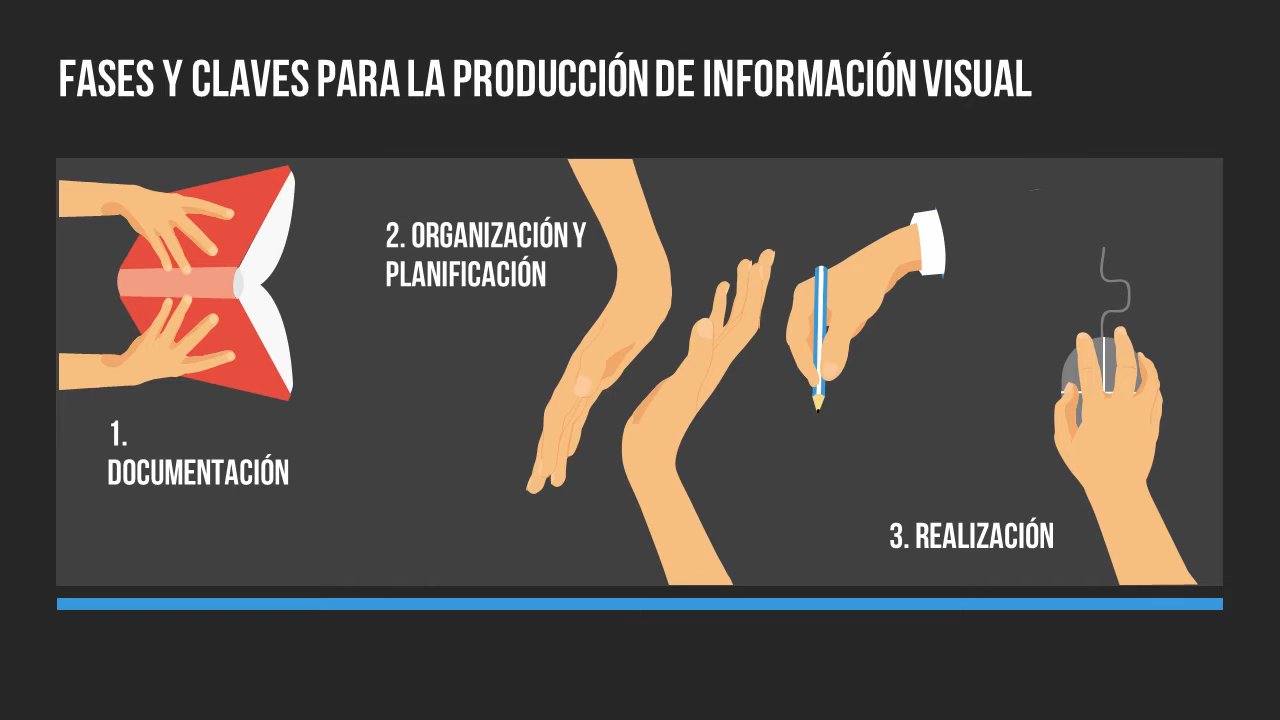 FASES Y CLAVES PARA LA PRODUCCIÓN DE INFORMACIÓN VISUAL
1.
DOCUMENTACIÓN
2. ORGANIZACIÓN Y
PLANIFICACIÓN
3. REALIZACIÓN